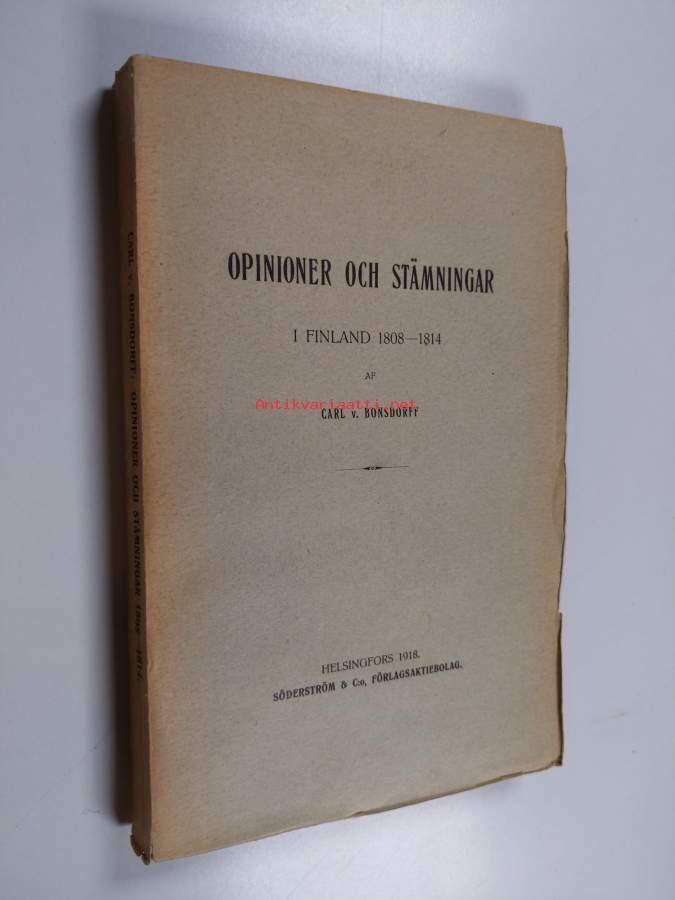 OPINIONER OCH STÄMNINGAR
I FINLAND 1808—1814
AF
Antikvariaatti.net
CARL v. BONSDORFF
HELSINGFORS 1918.
SÖDERSTRÖM & C:o, FÖRLAGSAKTIEBOLAG.
CARL v. BONSDORFF, OPINIONER OCH STÄMNINGAR 1808—1814.